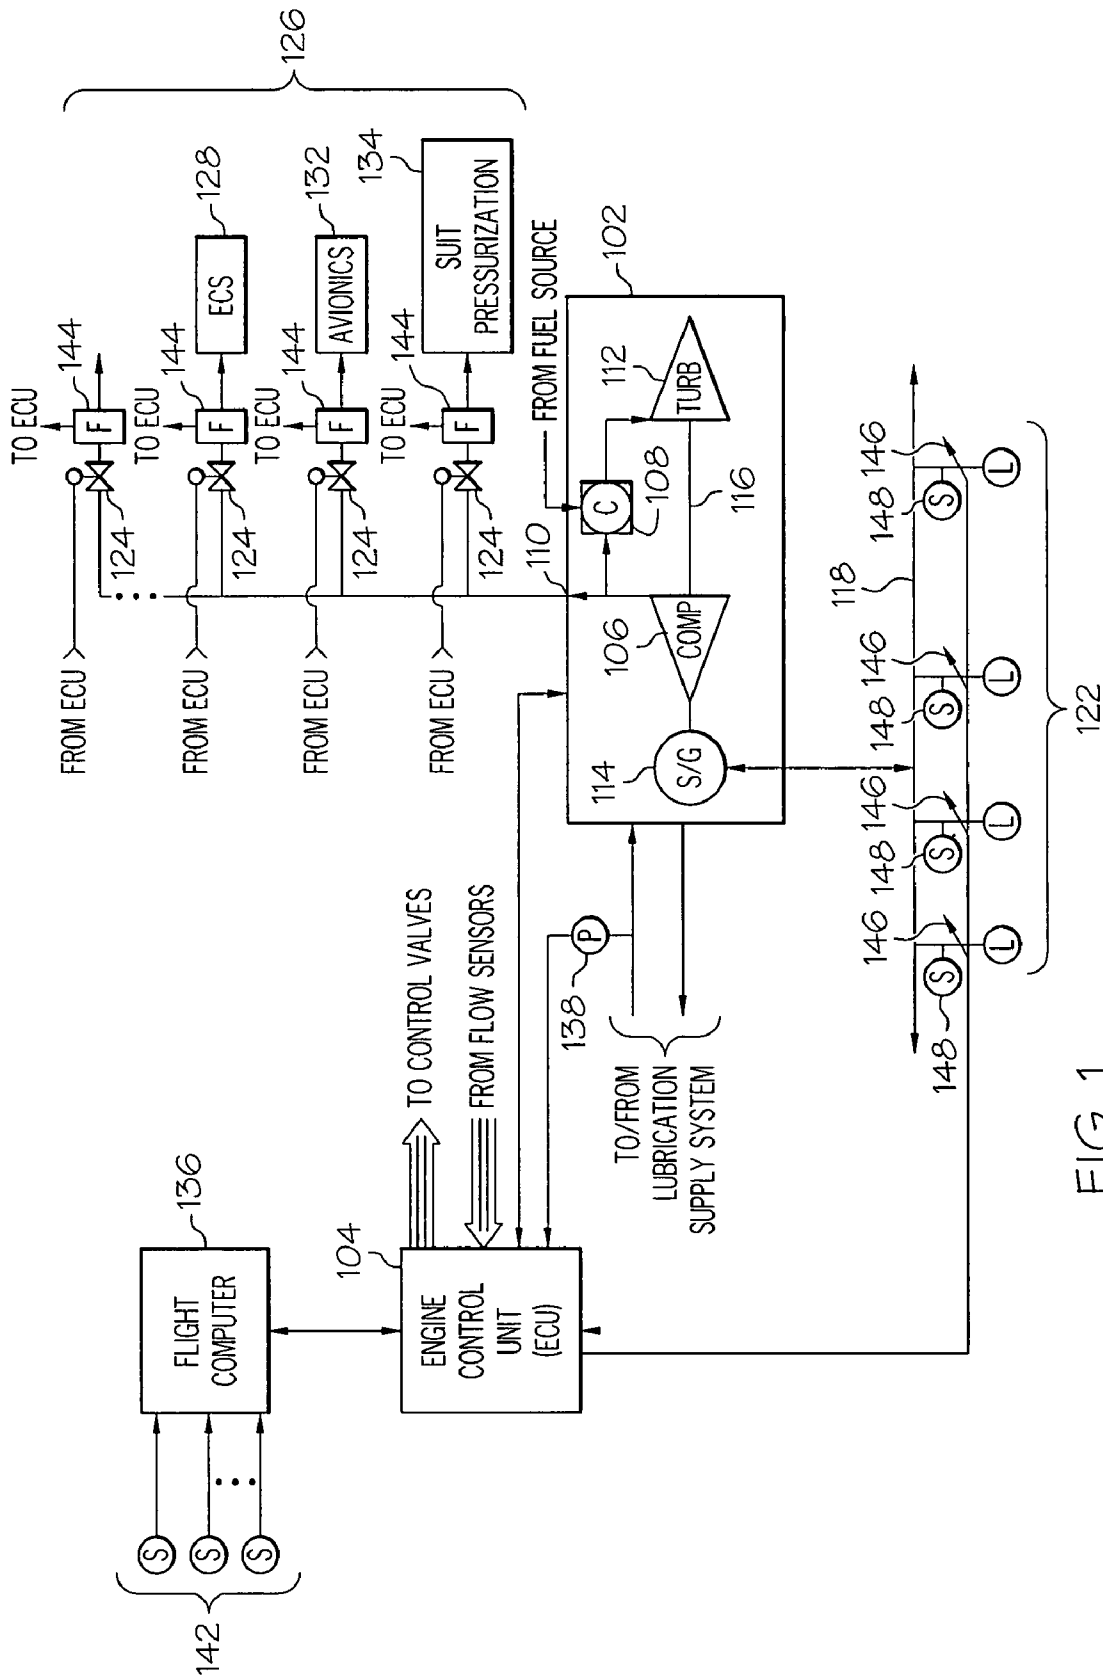 142
S
S
S
FLIGHT
COMPUTER
136
104
ENGINE
CONTROL
UNIT
(ECU)
TO CONTROL VALVES
FROM FLOW SENSORS
138
P
TO/FROM
LUBRICATION
SUPPLY SYSTEM
FROM ECU
FROM ECU
FROM ECU
FROM ECU
124
124
124
124
TO ECU
TO ECU
TO ECU
TO ECU
F
F
F
F
144
144
144
144
ECS
128
AVIONICS
132
SUIT
PRESSURIZATION
134
126
110
FROM FUEL SOURCE
102
114
S/G
106
COMP
C
108
116
112
TURB
118
148
S
146
L
148
S
146
L
148
S
146
L
148
S
146
L
122
FIG. 1